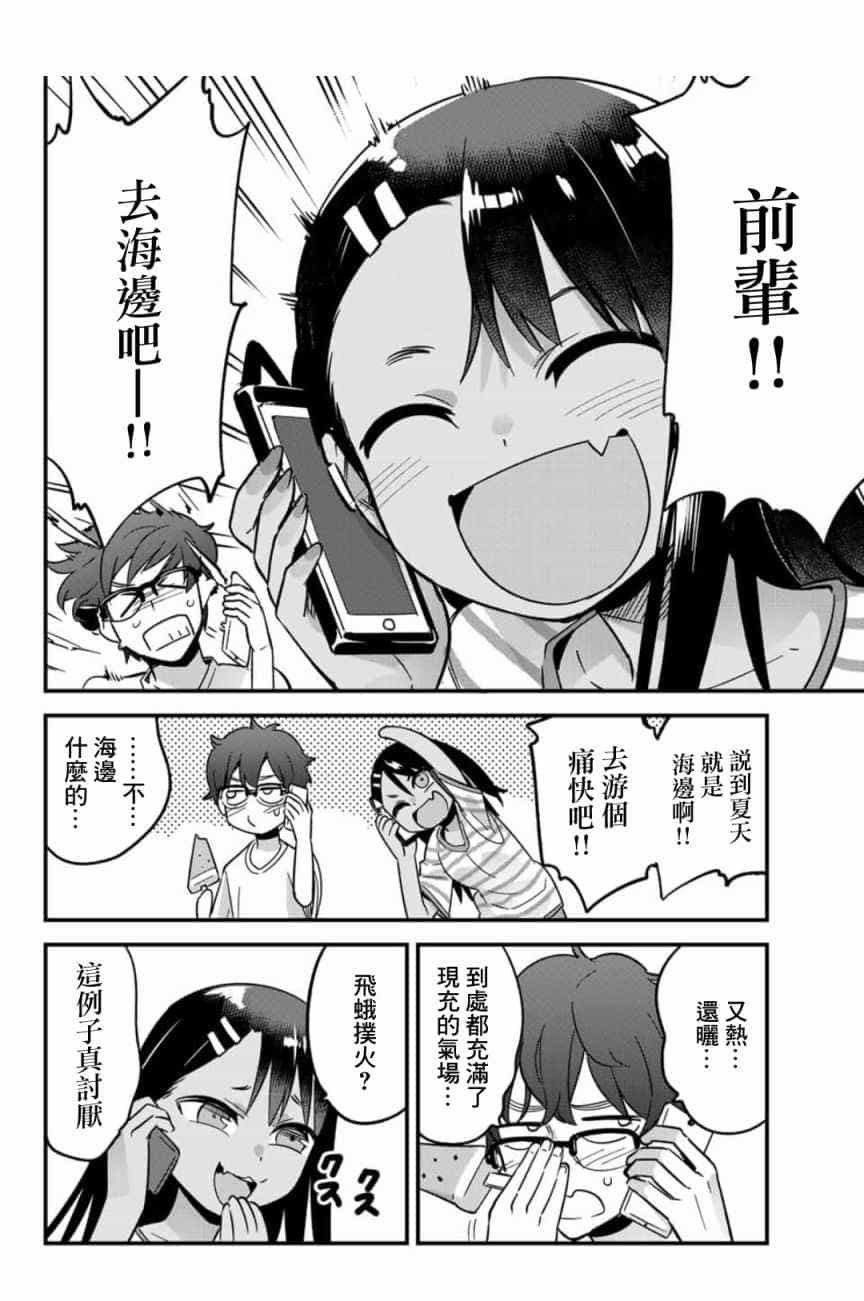 前輩!!
去海邊吧—!!
説到夏天
就是
海邊啊!!
去游個
痛快吧!!
……不…
海邊
什麼的…
又熱…
還曬…
到處都充滿了
現充的氣場…
飛蛾撲火?
這例子真討厭
クスクス